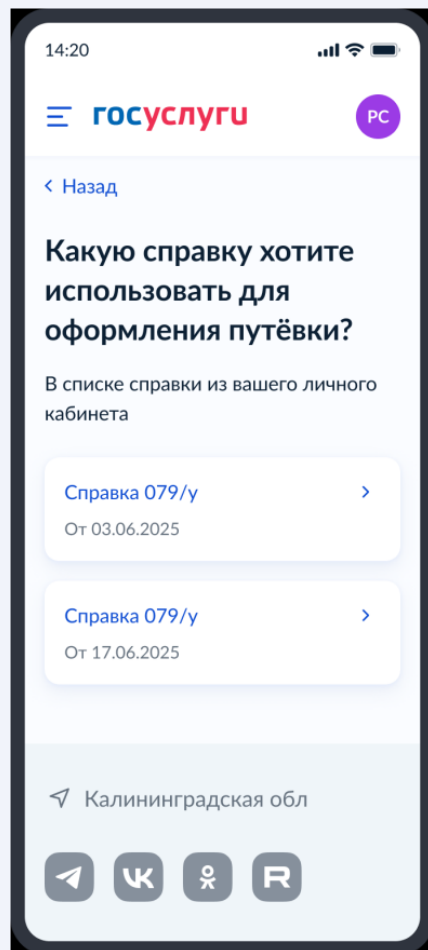 14:20
госуслуги
РС
Назад
Какую справку хотите
использовать для
оформления путёвки?
В списке справки из вашего личного
кабинета
Справка 079/у
От 03.06.2025
Справка 079/у
От 17.06.2025
Калининградская обл